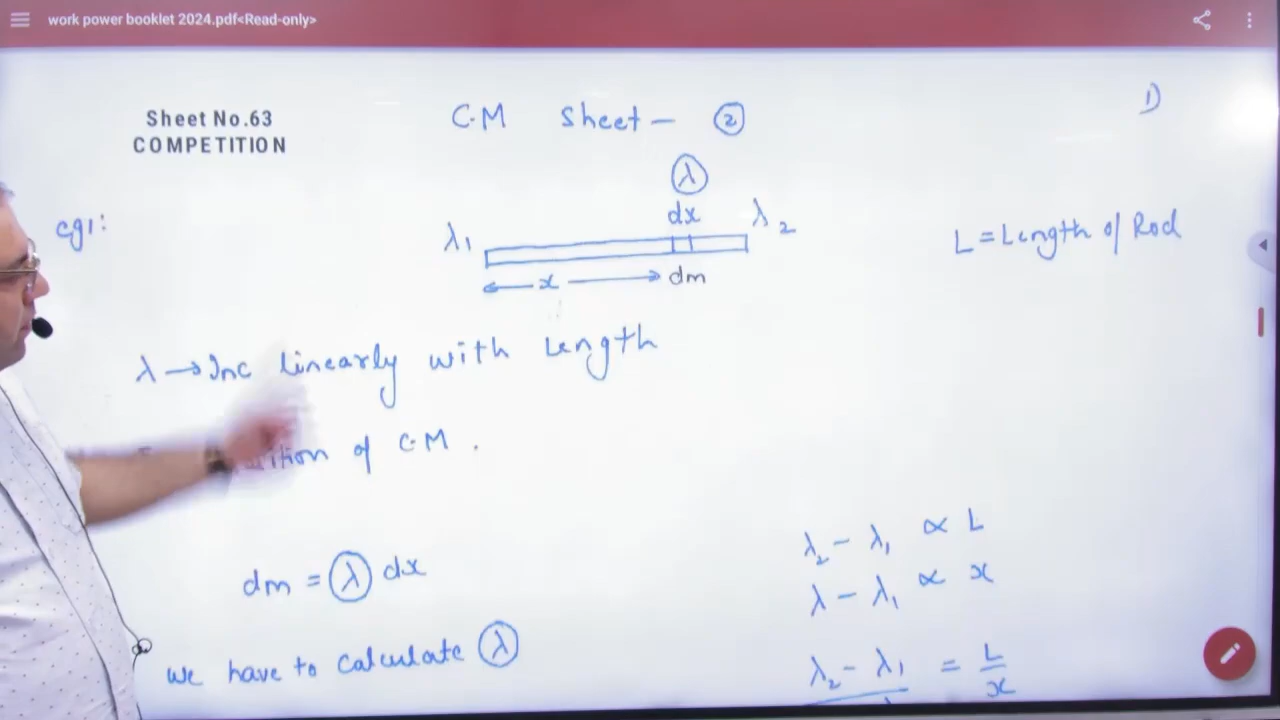 work power booklet 2024.pdf<Read-only>
Sheet No.63
COMPETITION
C.M Sheet - ②
1)
eg1:
λ
dx
λ₁
λ₂
x
dm
L = Length of Rod
λ → Inc linearly with Length
of C.M .
dm = λ dx
we have to calculate λ
λ₂ - λ₁ ∝ L
λ - λ₁ ∝ x
λ₂ - λ₁ = L/x